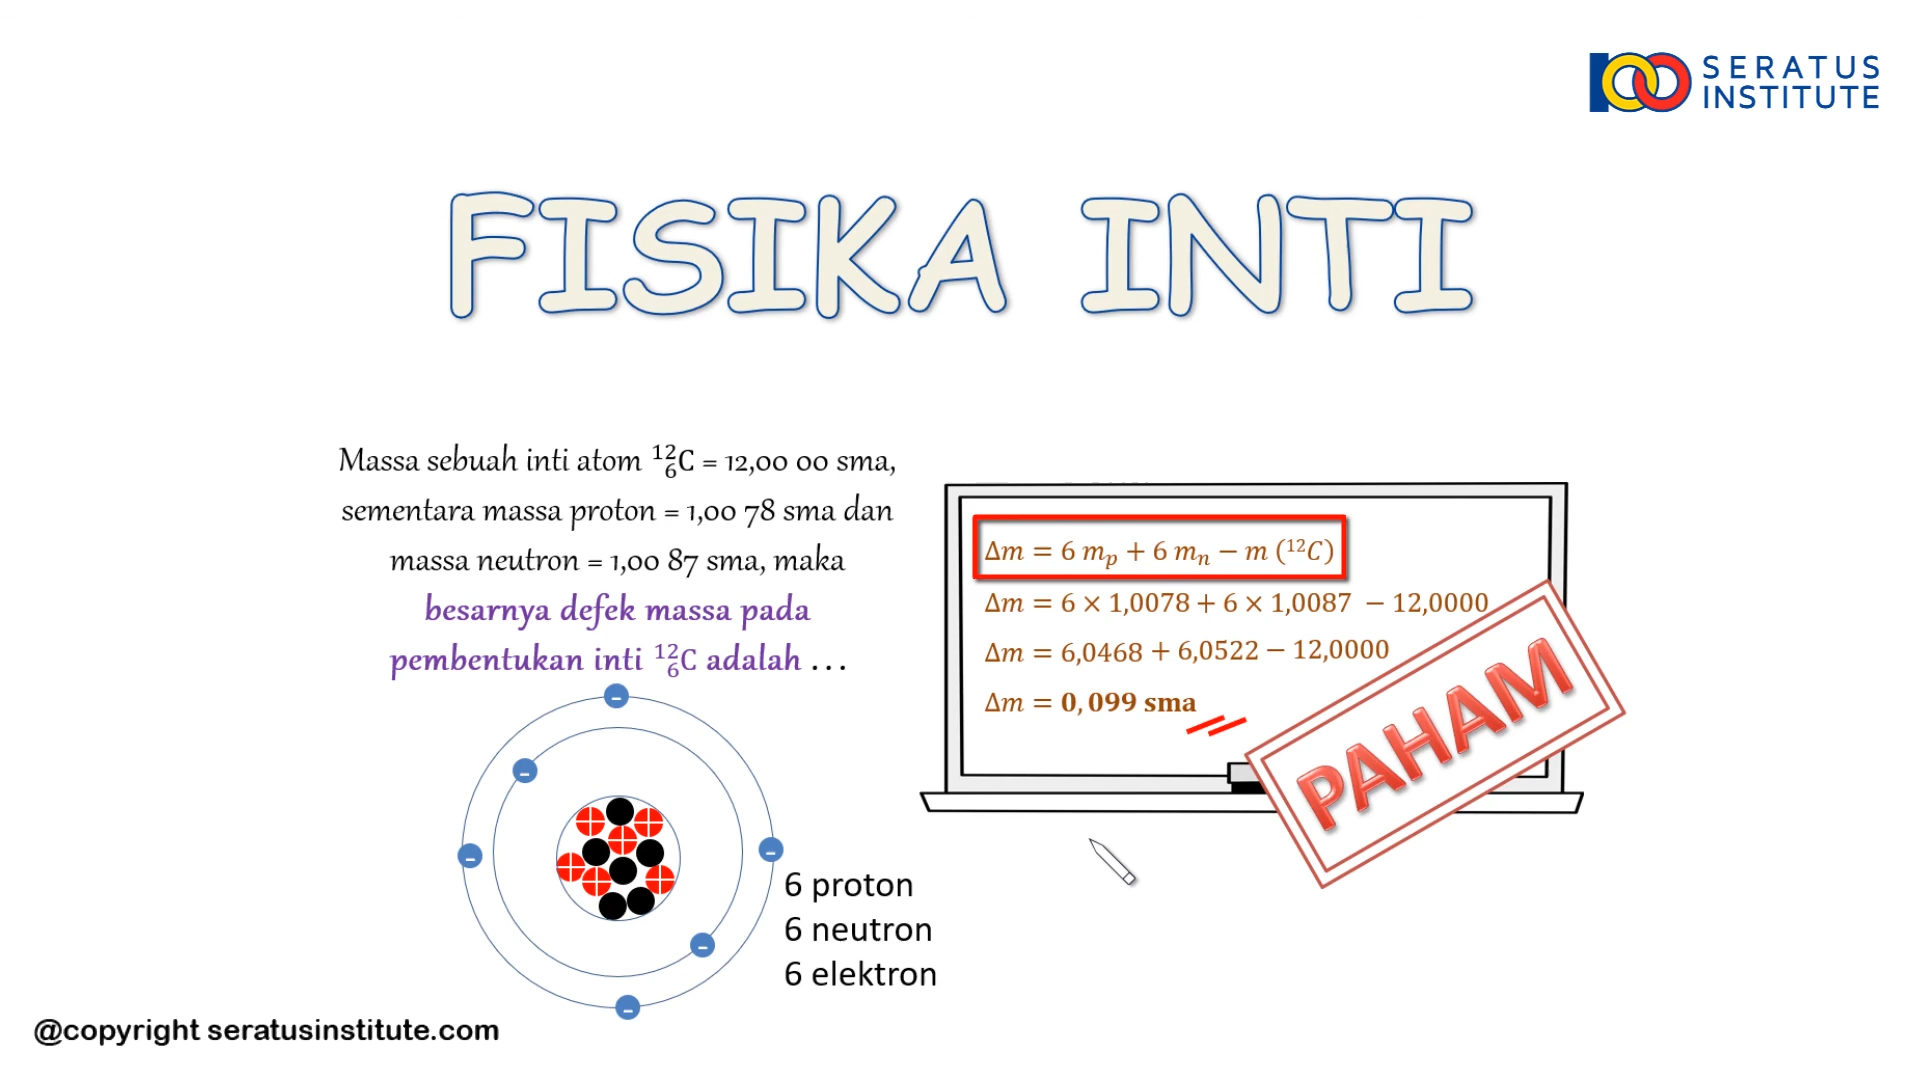 SERATUS
INSTITUTE
FISIKA INTI
Massa sebuah inti atom ¹²₆C = 12,00 00 sma,
sementara massa proton = 1,00 78 sma dan
massa neutron = 1,00 87 sma, maka
besarnya defek massa pada
pembentukan inti ¹²₆C adalah ...
Δm = 6 mₚ + 6 mₙ − m (¹²C)
Δm = 6 × 1,0078 + 6 × 1,0087 − 12,0000
Δm = 6,0468 + 6,0522 − 12,0000
Δm = 0,099 sma
PAHAM
6 proton
6 neutron
6 elektron
@copyright seratusinstitute.com